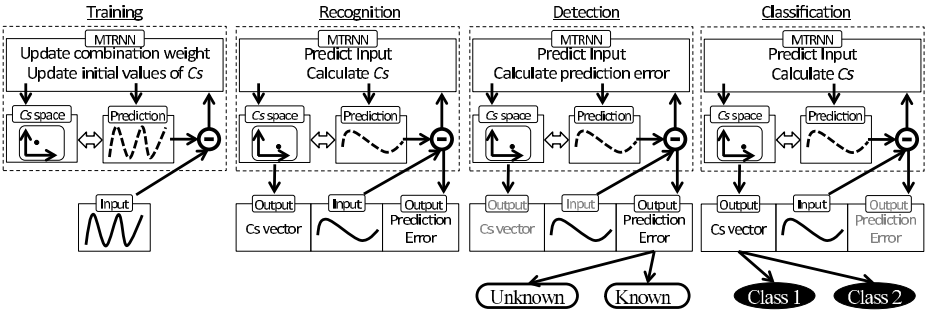 Training
MTRNN
Update combination weight
Update initial values of Cs
Cs space
Prediction
Input
Recognition
MTRNN
Predict Input
Calculate Cs
Cs space
Prediction
Output
Cs vector
Input
Output
Prediction
Error
Detection
MTRNN
Predict Input
Calculate prediction error
Cs space
Prediction
Output
Cs vector
Input
Output
Prediction
Error
Unknown
Known
Classification
MTRNN
Predict Input
Calculate Cs
Cs space
Prediction
Output
Cs vector
Input
Output
Prediction
Error
Class 1
Class 2